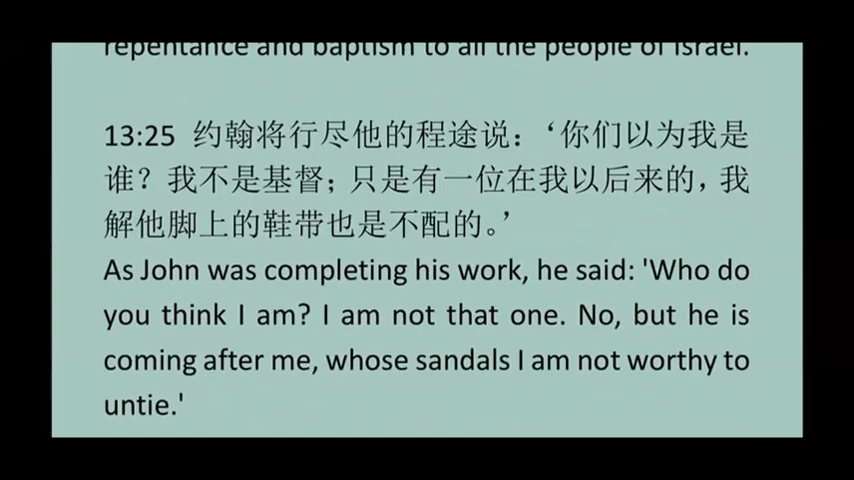 repentance and baptism to all the people of Israel.
13:25 约翰将行尽他的程途说：‘你们以为我是
谁？我不是基督；只是有一位在我以后来的，我
解他脚上的鞋带也是不配的。’
As John was completing his work, he said: 'Who do
you think I am? I am not that one. No, but he is
coming after me, whose sandals I am not worthy to
untie.'